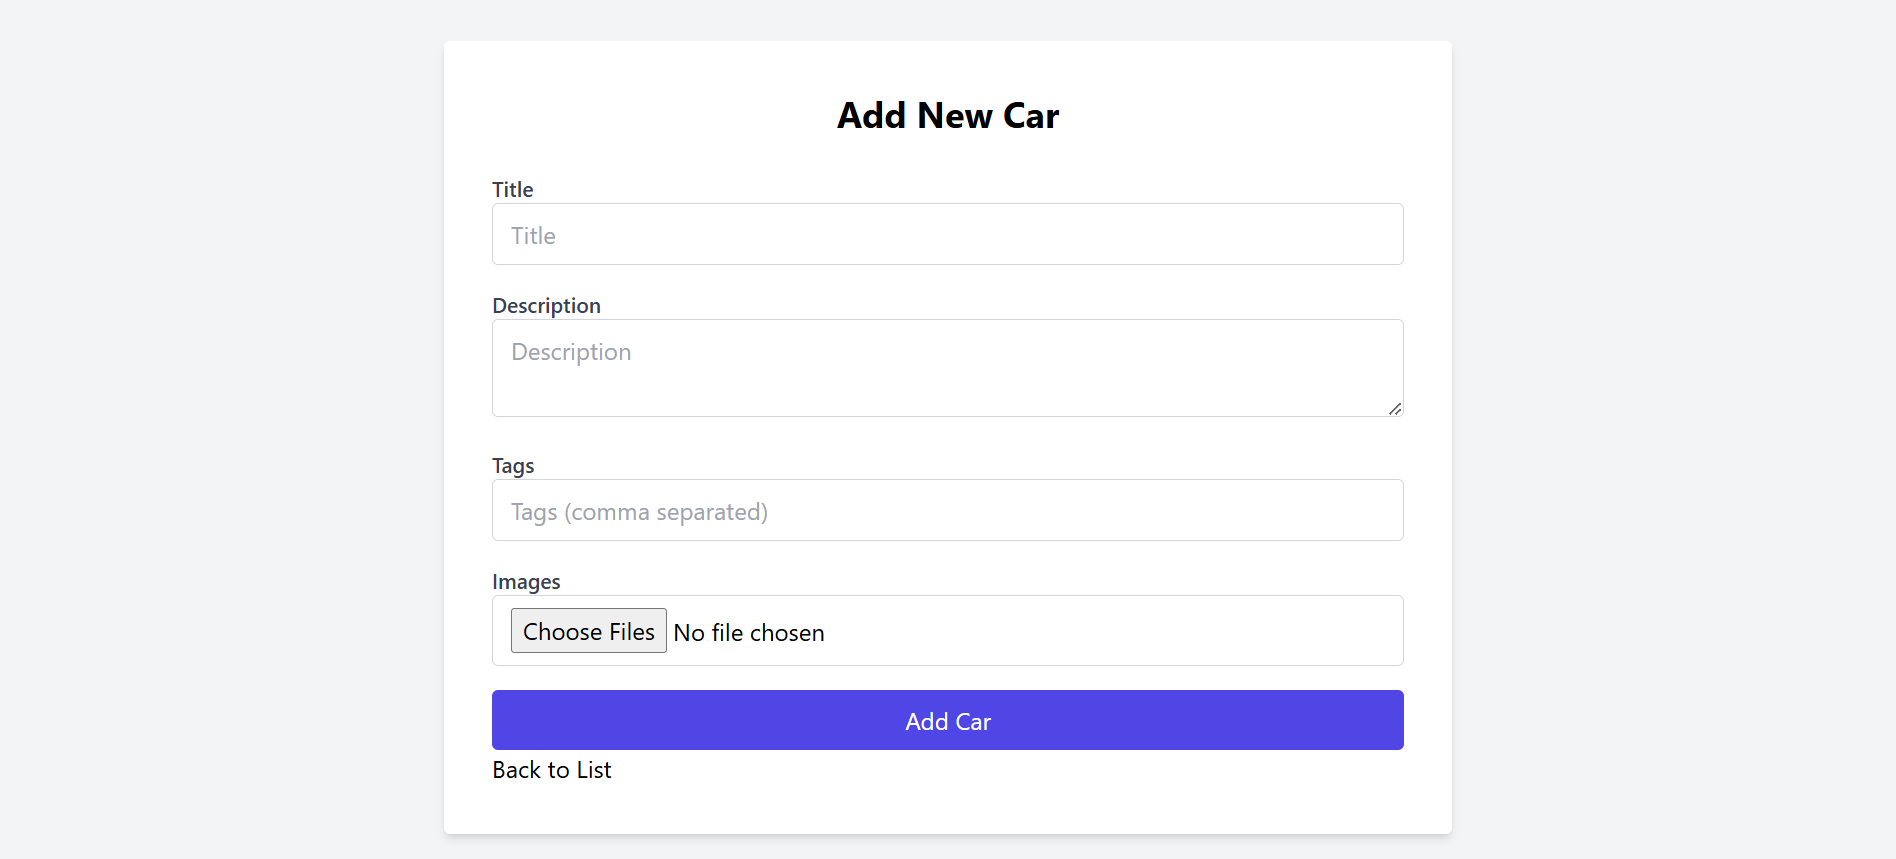 Add New Car
Title
Title
Description
Description
Tags
Tags (comma separated)
Images
Choose Files No file chosen
Add Car
Back to List